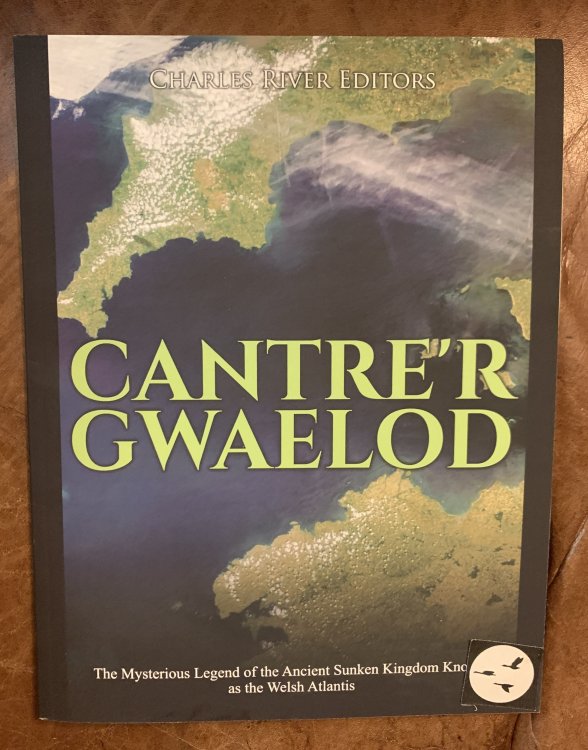 CHARLES RIVER EDITORS
CANTRE'R
GWAELOD
The Mysterious Legend of the Ancient Sunken Kingdom
as the Welsh Atlantis